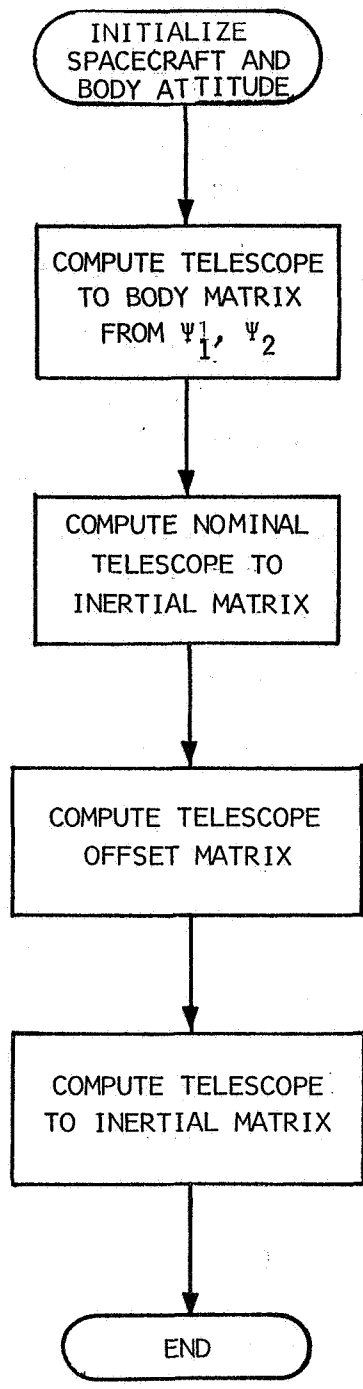 INITIALIZE
SPACECRAFT AND
BODY ATTITUDE
COMPUTE TELESCOPE
TO BODY MATRIX
FROM Ψ1, Ψ2
COMPUTE NOMINAL
TELESCOPE TO
INERTIAL MATRIX
COMPUTE TELESCOPE
OFFSET MATRIX
COMPUTE TELESCOPE
TO INERTIAL MATRIX
END